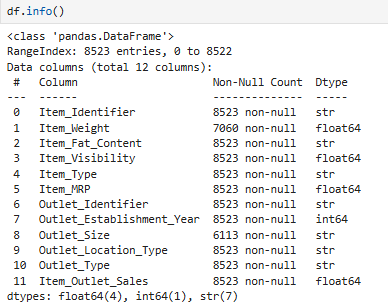 df.info()
<class 'pandas.DataFrame'>
RangeIndex: 8523 entries, 0 to 8522
Data columns (total 12 columns):
 #   Column                     Non-Null Count  Dtype
---  ------                     --------------  -----
 0   Item_Identifier            8523 non-null   str
 1   Item_Weight                7060 non-null   float64
 2   Item_Fat_Content           8523 non-null   str
 3   Item_Visibility            8523 non-null   float64
 4   Item_Type                  8523 non-null   str
 5   Item_MRP                   8523 non-null   float64
 6   Outlet_Identifier          8523 non-null   str
 7   Outlet_Establishment_Year  8523 non-null   int64
 8   Outlet_Size                6113 non-null   str
 9   Outlet_Location_Type       8523 non-null   str
 10  Outlet_Type                8523 non-null   str
 11  Item_Outlet_Sales          8523 non-null   float64
dtypes: float64(4), int64(1), str(7)